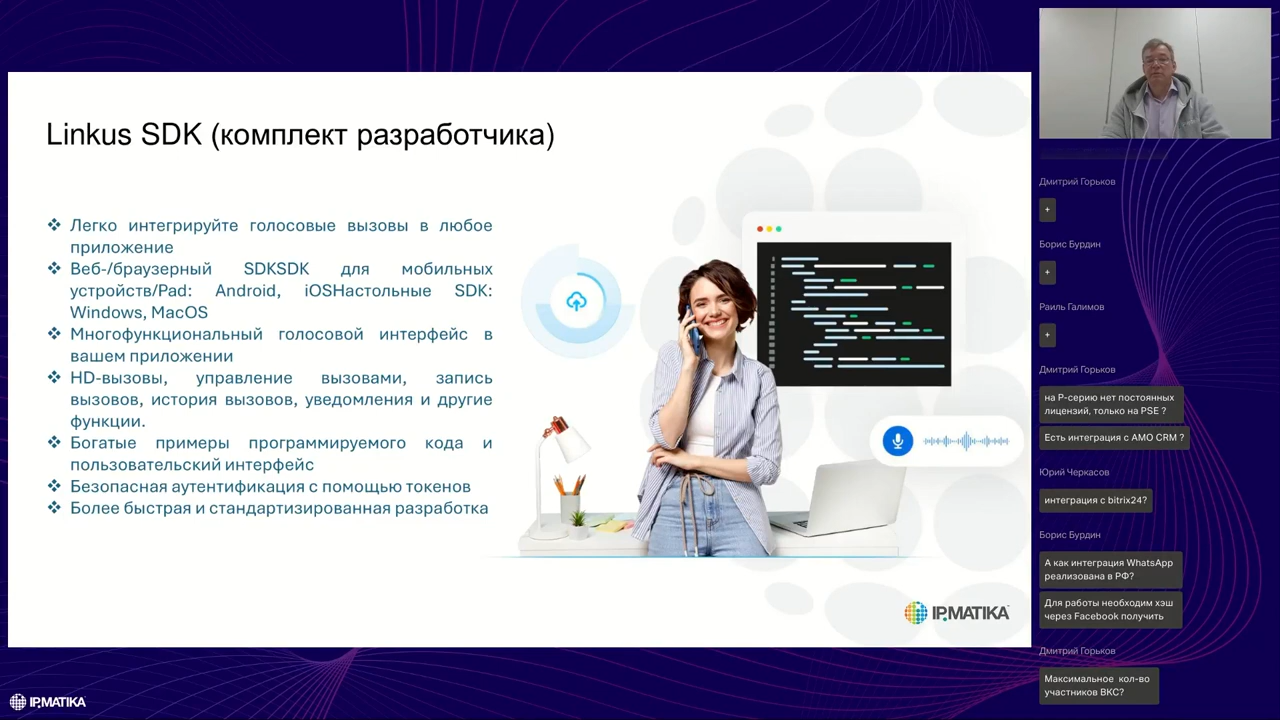 Linkus SDK (комплект разработчика)
❖ Легко интегрируйте голосовые вызовы в любое
приложение
❖ Веб-/браузерный SDKSDK для мобильных
устройств/Pad: Android, iOSНастольные SDK:
Windows, MacOS
❖ Многофункциональный голосовой интерфейс в
вашем приложении
❖ HD-вызовы, управление вызовами, запись
вызовов, история вызовов, уведомления и другие
функции.
❖ Богатые примеры программируемого кода и
пользовательский интерфейс
❖ Безопасная аутентификация с помощью токенов
❖ Более быстрая и стандартизированная разработка
IPMATIKA
IPMATIKA
Дмитрий Горьков
+
Борис Бурдин
+
Раиль Галимов
+
Дмитрий Горьков
на Р-серию нет постоянных
лицензий, только на PSE ?
Есть интеграция с АМО CRM ?
Юрий Черкасов
интеграция с bitrix24?
Борис Бурдин
А как интеграция WhatsApp
реализована в РФ?
Для работы необходим хэш
через Facebook получить
Дмитрий Горьков
Максимальное кол-во
участников ВКС?